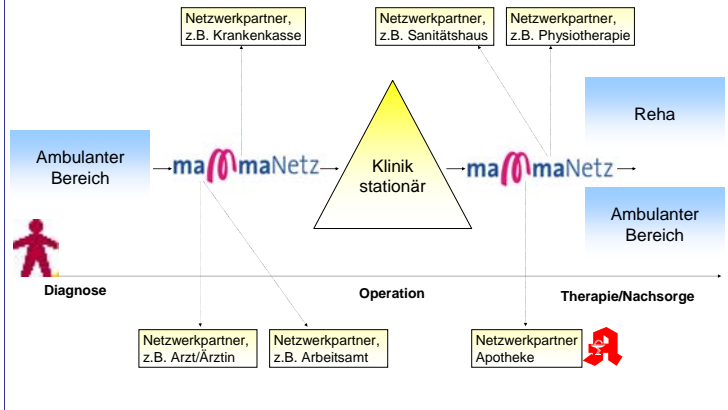 Netzwerkpartner,
z.B. Krankenkasse
Netzwerkpartner,
z.B. Sanitätshaus
Netzwerkpartner,
z.B. Physiotherapie
Ambulanter
Bereich
mammaNetz
Klinik
stationär
mammaNetz
Reha
Ambulanter
Bereich
Diagnose
Operation
Therapie/Nachsorge
Netzwerkpartner,
z.B. Arzt/Ärztin
Netzwerkpartner,
z.B. Arbeitsamt
Netzwerkpartner
Apotheke